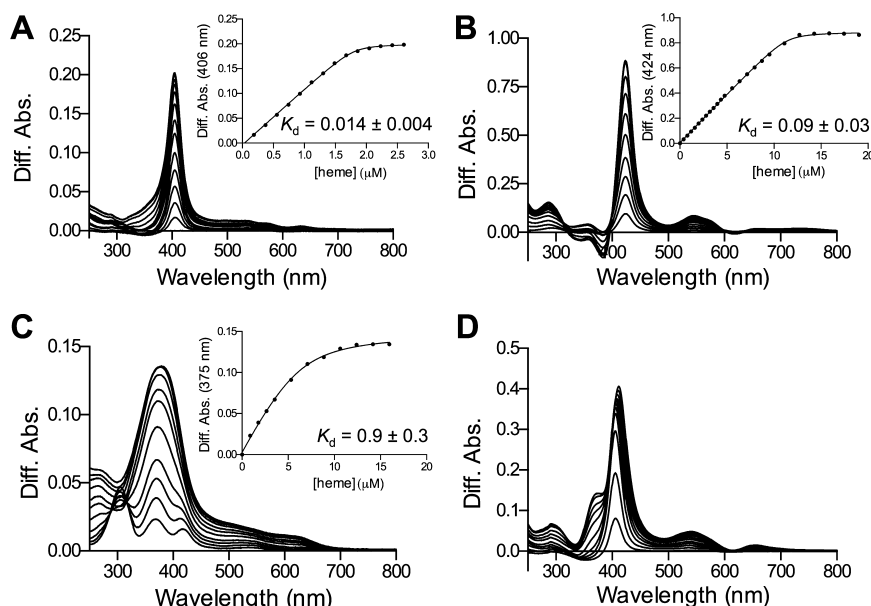 A
0.25
0.20
0.15
0.10
0.05
0.00
Diff. Abs.
300 400 500 600 700 800
Wavelength (nm)
0.25
0.20
0.15
0.10
0.05
0.00
Diff. Abs. (406 nm)
Kd = 0.014 ± 0.004
0.0 0.5 1.0 1.5 2.0 2.5 3.0
[heme] (μM)
B
1.00
0.75
0.50
0.25
0.00
Diff. Abs.
300 400 500 600 700 800
Wavelength (nm)
1.0
0.8
0.6
0.4
0.2
0.0
Diff. Abs. (424 nm)
Kd = 0.09 ± 0.03
0 5 10 15 20
[heme] (μM)
C
0.15
0.10
0.05
0.00
Diff. Abs.
300 400 500 600 700 800
Wavelength (nm)
0.15
0.10
0.05
0.00
Diff. Abs. (375 nm)
Kd = 0.9 ± 0.3
0 5 10 15 20
[heme] (μM)
D
0.5
0.4
0.3
0.2
0.1
0.0
Diff. Abs.
300 400 500 600 700 800
Wavelength (nm)